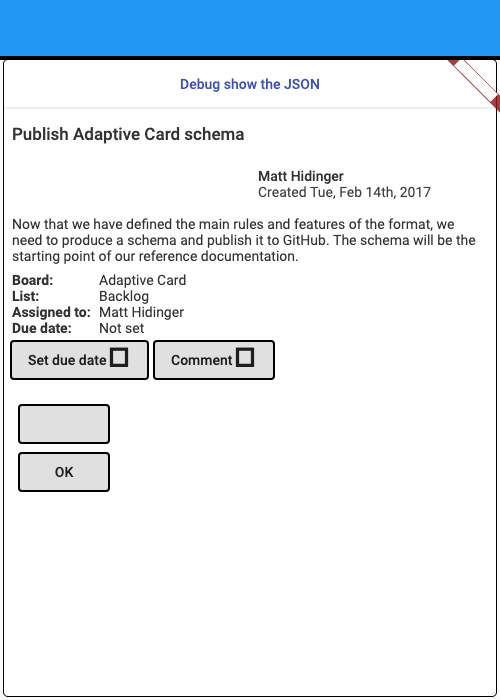 Debug show the JSON
Publish Adaptive Card schema
Matt Hidinger
Created Tue, Feb 14th, 2017
Now that we have defined the main rules and features of the format, we
need to produce a schema and publish it to GitHub. The schema will be the
starting point of our reference documentation.
Board: Adaptive Card
List: Backlog
Assigned to: Matt Hidinger
Due date: Not set
Set due date Comment
OK